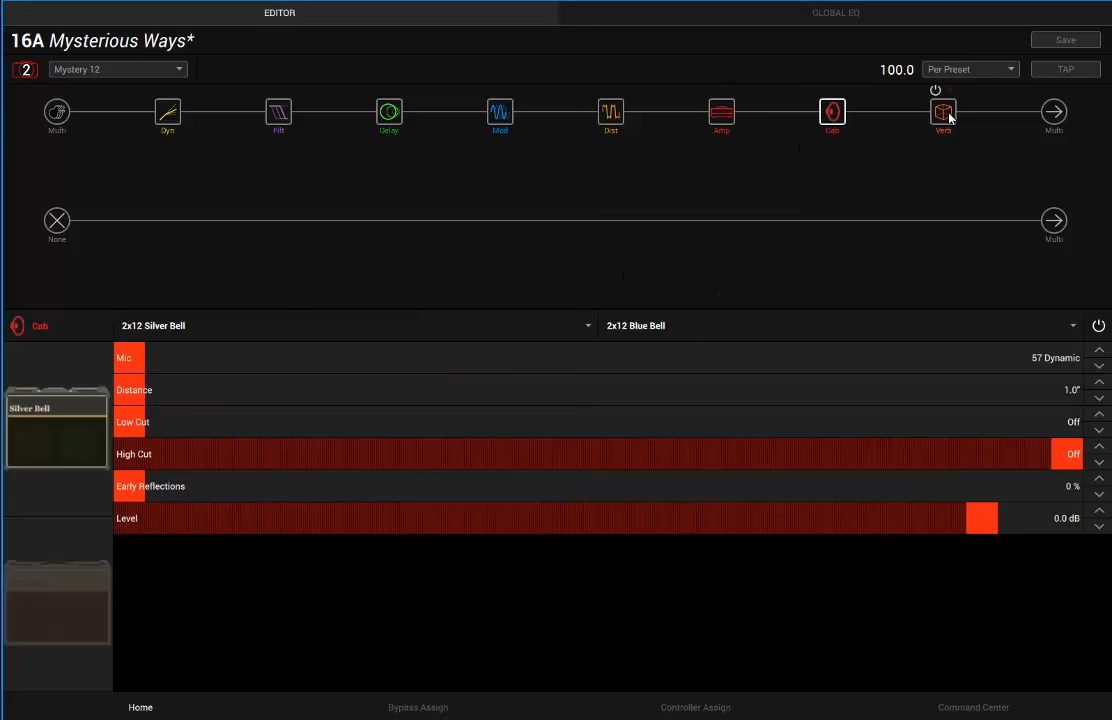 EDITOR
GLOBAL EQ
16A Mysterious Ways*
Save
2
Mystery 12
100.0
Per Preset
TAP
Multi
Dyn
Filt
Delay
Mod
Dist
Amp
Cab
Verb
Multi
None
Multi
Cab
2x12 Silver Bell
2x12 Blue Bell
Mic
57 Dynamic
Distance
1.0"
Low Cut
Off
High Cut
Off
Early Reflections
0 %
Level
0.0 dB
Silver Bell
Home
Bypass Assign
Controller Assign
Command Center